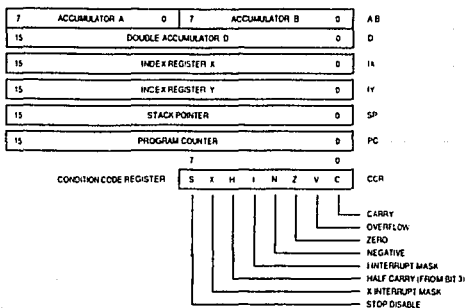 7 ACCUMULATOR A 0 7 ACCUMULATOR B 0 A B
15 DOUBLE ACCUMULATOR D 0 D
15 INDEX REGISTER X 0 IX
15 INDEX REGISTER Y 0 IY
15 STACK POINTER 0 SP
15 PROGRAM COUNTER 0 PC
7 0
CONDITION CODE REGISTER S X H I N Z V C CCR
CARRY
OVERFLOW
ZERO
NEGATIVE
I INTERRUPT MASK
HALF CARRY (FROM BIT 3)
X INTERRUPT MASK
STOP DISABLE